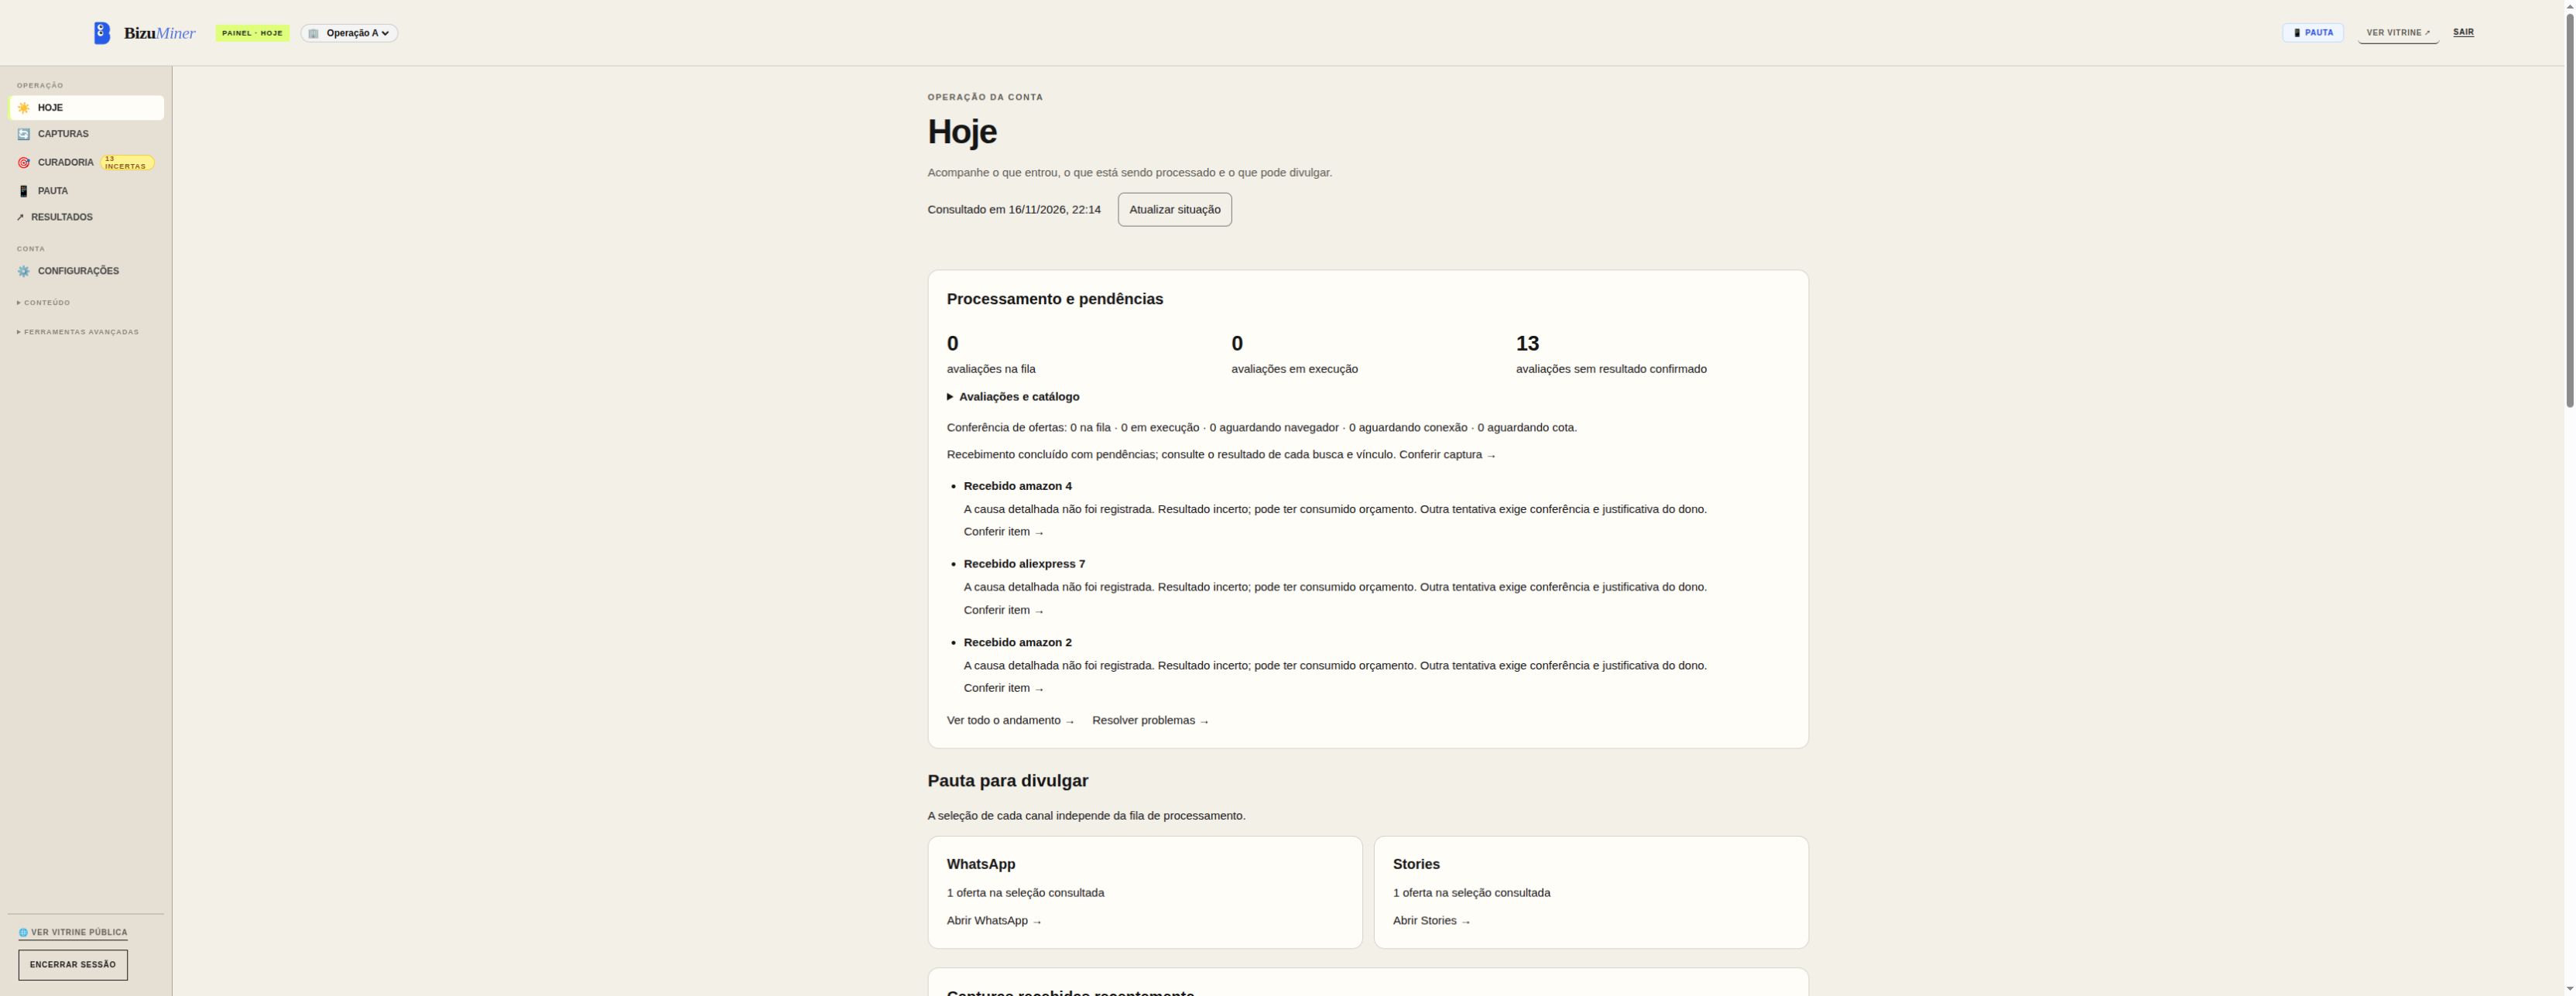 BizuMiner
PAINEL · HOJE
Operação A
PAUTA
VER VITRINE ↗
SAIR
OPERAÇÃO
HOJE
CAPTURAS
CURADORIA
13 INCERTAS
PAUTA
↗ RESULTADOS
CONTA
CONFIGURAÇÕES
▸ CONTEÚDO
▸ FERRAMENTAS AVANÇADAS
VER VITRINE PÚBLICA
ENCERRAR SESSÃO
OPERAÇÃO DA CONTA
Hoje
Acompanhe o que entrou, o que está sendo processado e o que pode divulgar.
Consultado em 16/11/2026, 22:14
Atualizar situação
Processamento e pendências
0
avaliações na fila
0
avaliações em execução
13
avaliações sem resultado confirmado
▶ Avaliações e catálogo
Conferência de ofertas: 0 na fila · 0 em execução · 0 aguardando navegador · 0 aguardando conexão · 0 aguardando cota.
Recebimento concluído com pendências; consulte o resultado de cada busca e vínculo. Conferir captura →
• Recebido amazon 4
A causa detalhada não foi registrada. Resultado incerto; pode ter consumido orçamento. Outra tentativa exige conferência e justificativa do dono.
Conferir item →
• Recebido aliexpress 7
A causa detalhada não foi registrada. Resultado incerto; pode ter consumido orçamento. Outra tentativa exige conferência e justificativa do dono.
Conferir item →
• Recebido amazon 2
A causa detalhada não foi registrada. Resultado incerto; pode ter consumido orçamento. Outra tentativa exige conferência e justificativa do dono.
Conferir item →
Ver todo o andamento →
Resolver problemas →
Pauta para divulgar
A seleção de cada canal independe da fila de processamento.
WhatsApp
1 oferta na seleção consultada
Abrir WhatsApp →
Stories
1 oferta na seleção consultada
Abrir Stories →
Capturas recebidas recentemente